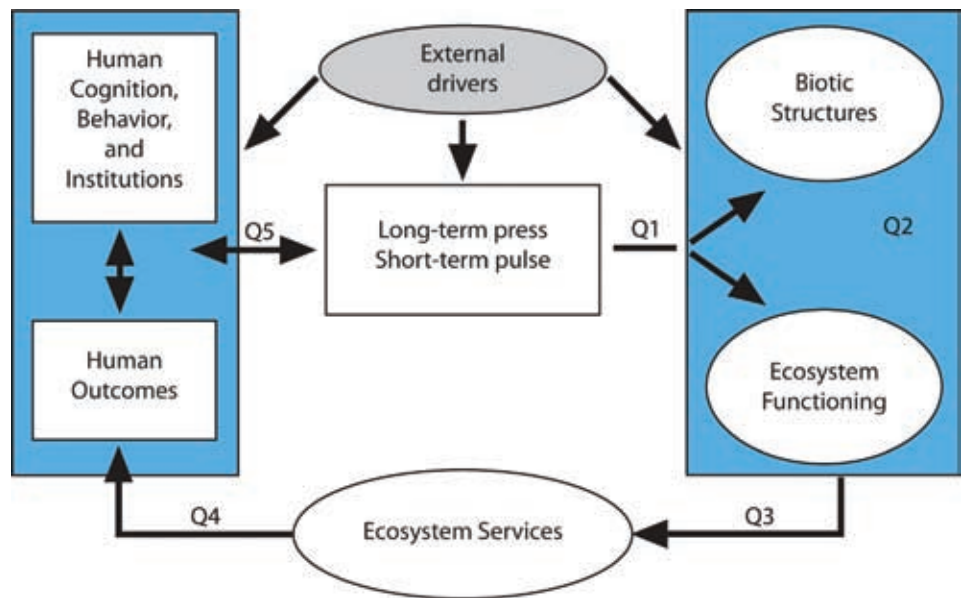 Human
Cognition,
Behavior,
and
Institutions
External
drivers
Biotic
Structures
Q5
Long-term press
Short-term pulse
Q1
Q2
Human
Outcomes
Ecosystem
Functioning
Q4
Ecosystem Services
Q3